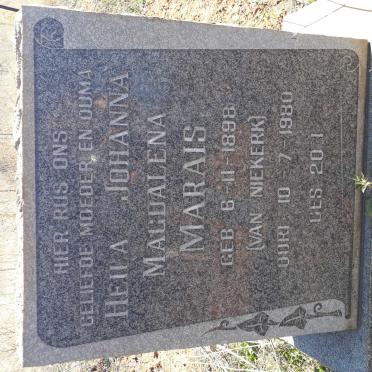 HIER RUS ONS
GELIEFDE MOEDER EN OUMA
HEILA JOHANNA
MAGDALENA
MARAIS
GEB 6-11-1898
(VAN NIEKERK)
OORL 10-7 1980
GES 20:1